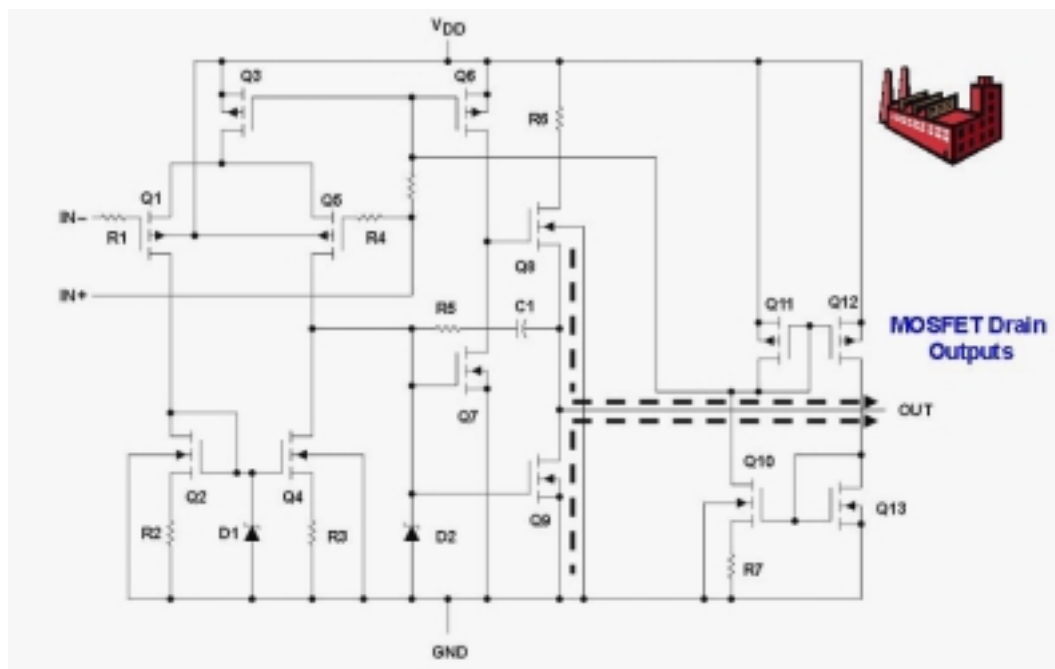 VDD
Q3
Q6
R6
Q1
Q5
IN–
R1
R4
Q8
IN+
R5
C1
Q11
Q12
MOSFET Drain
Outputs
Q7
OUT
Q10
Q2
Q4
Q9
Q13
R2
D1
R3
D2
R7
GND